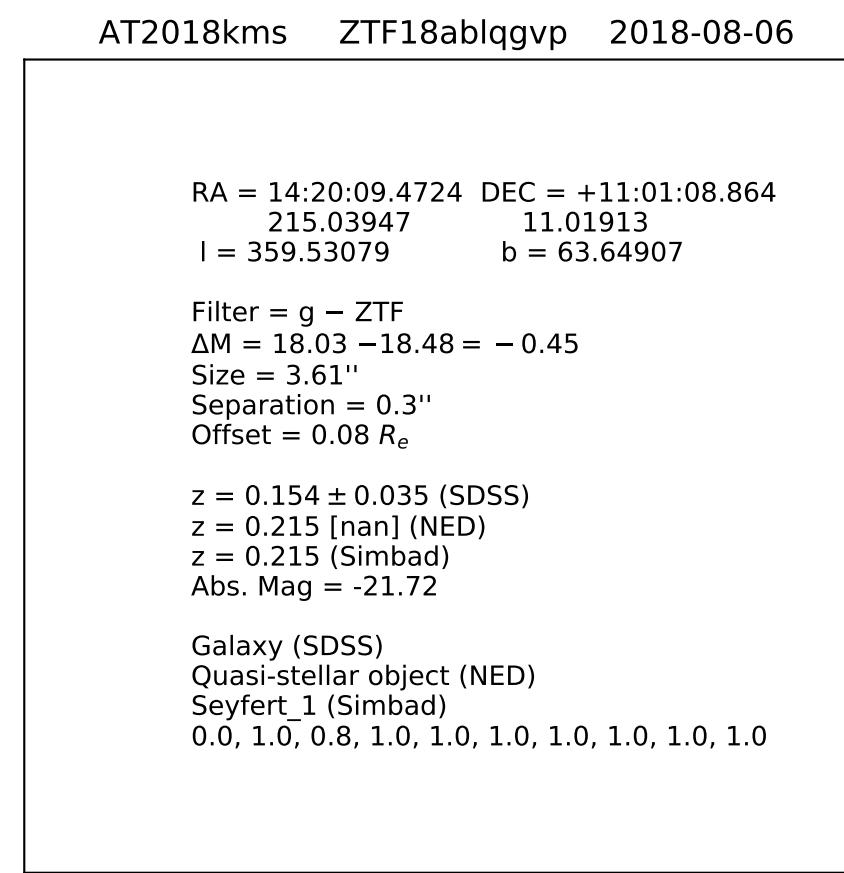 AT2018kms ZTF18ablqgvp 2018-08-06
RA = 14:20:09.4724 DEC = +11:01:08.864
215.03947 11.01913
l = 359.53079 b = 63.64907
Filter = g − ZTF
ΔM = 18.03 −18.48 = − 0.45
Size = 3.61''
Separation = 0.3''
Offset = 0.08 Re
z = 0.154 ± 0.035 (SDSS)
z = 0.215 [nan] (NED)
z = 0.215 (Simbad)
Abs. Mag = -21.72
Galaxy (SDSS)
Quasi-stellar object (NED)
Seyfert_1 (Simbad)
0.0, 1.0, 0.8, 1.0, 1.0, 1.0, 1.0, 1.0, 1.0, 1.0